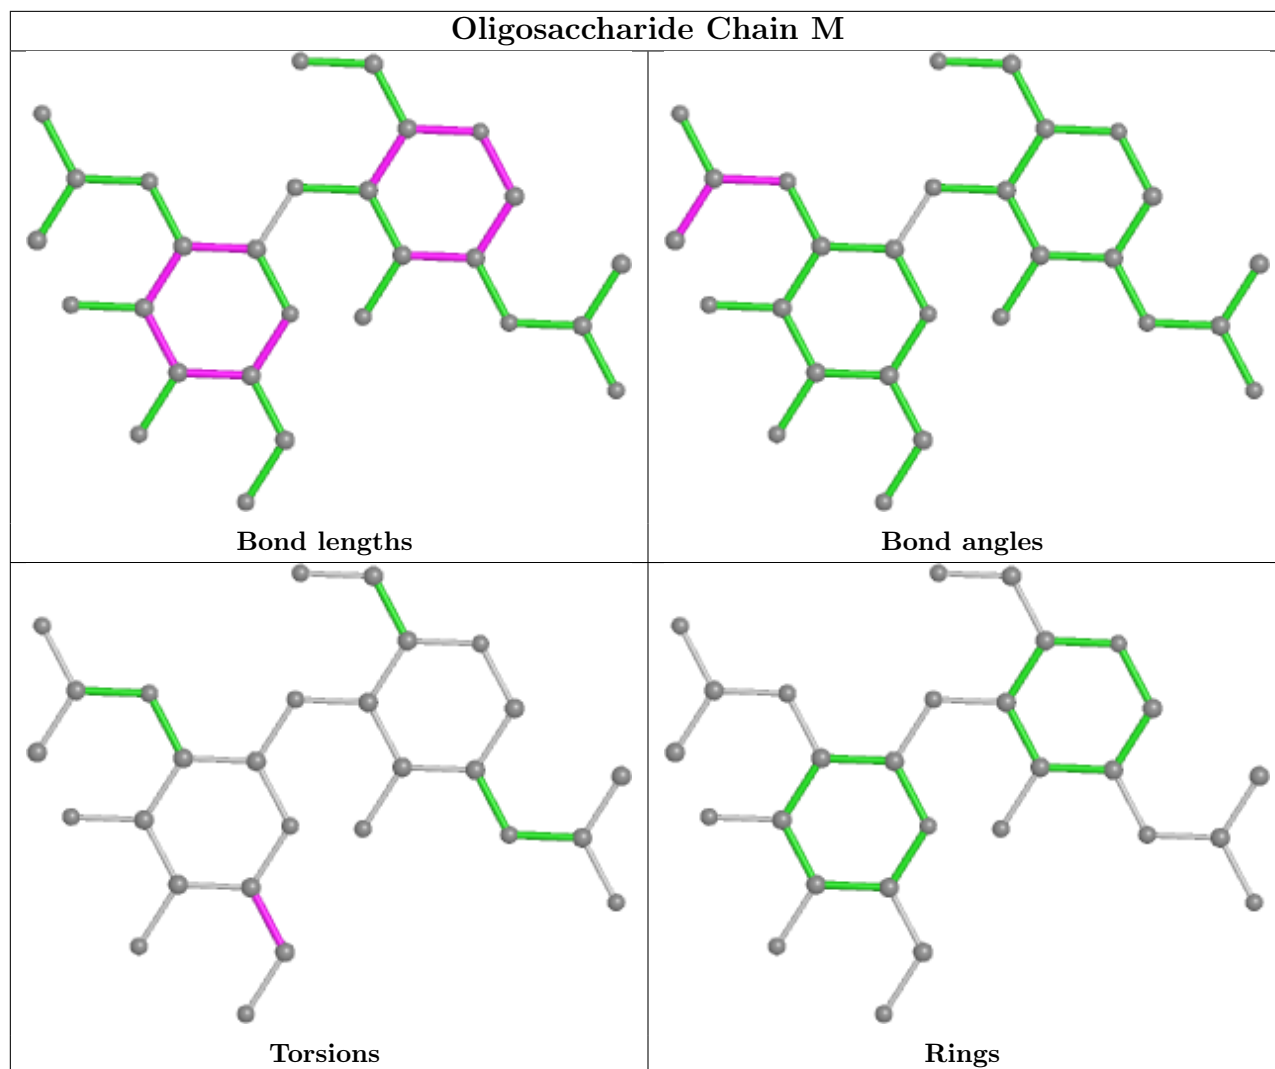 Oligosaccharide Chain M
Bond lengths
Bond angles
Torsions
Rings